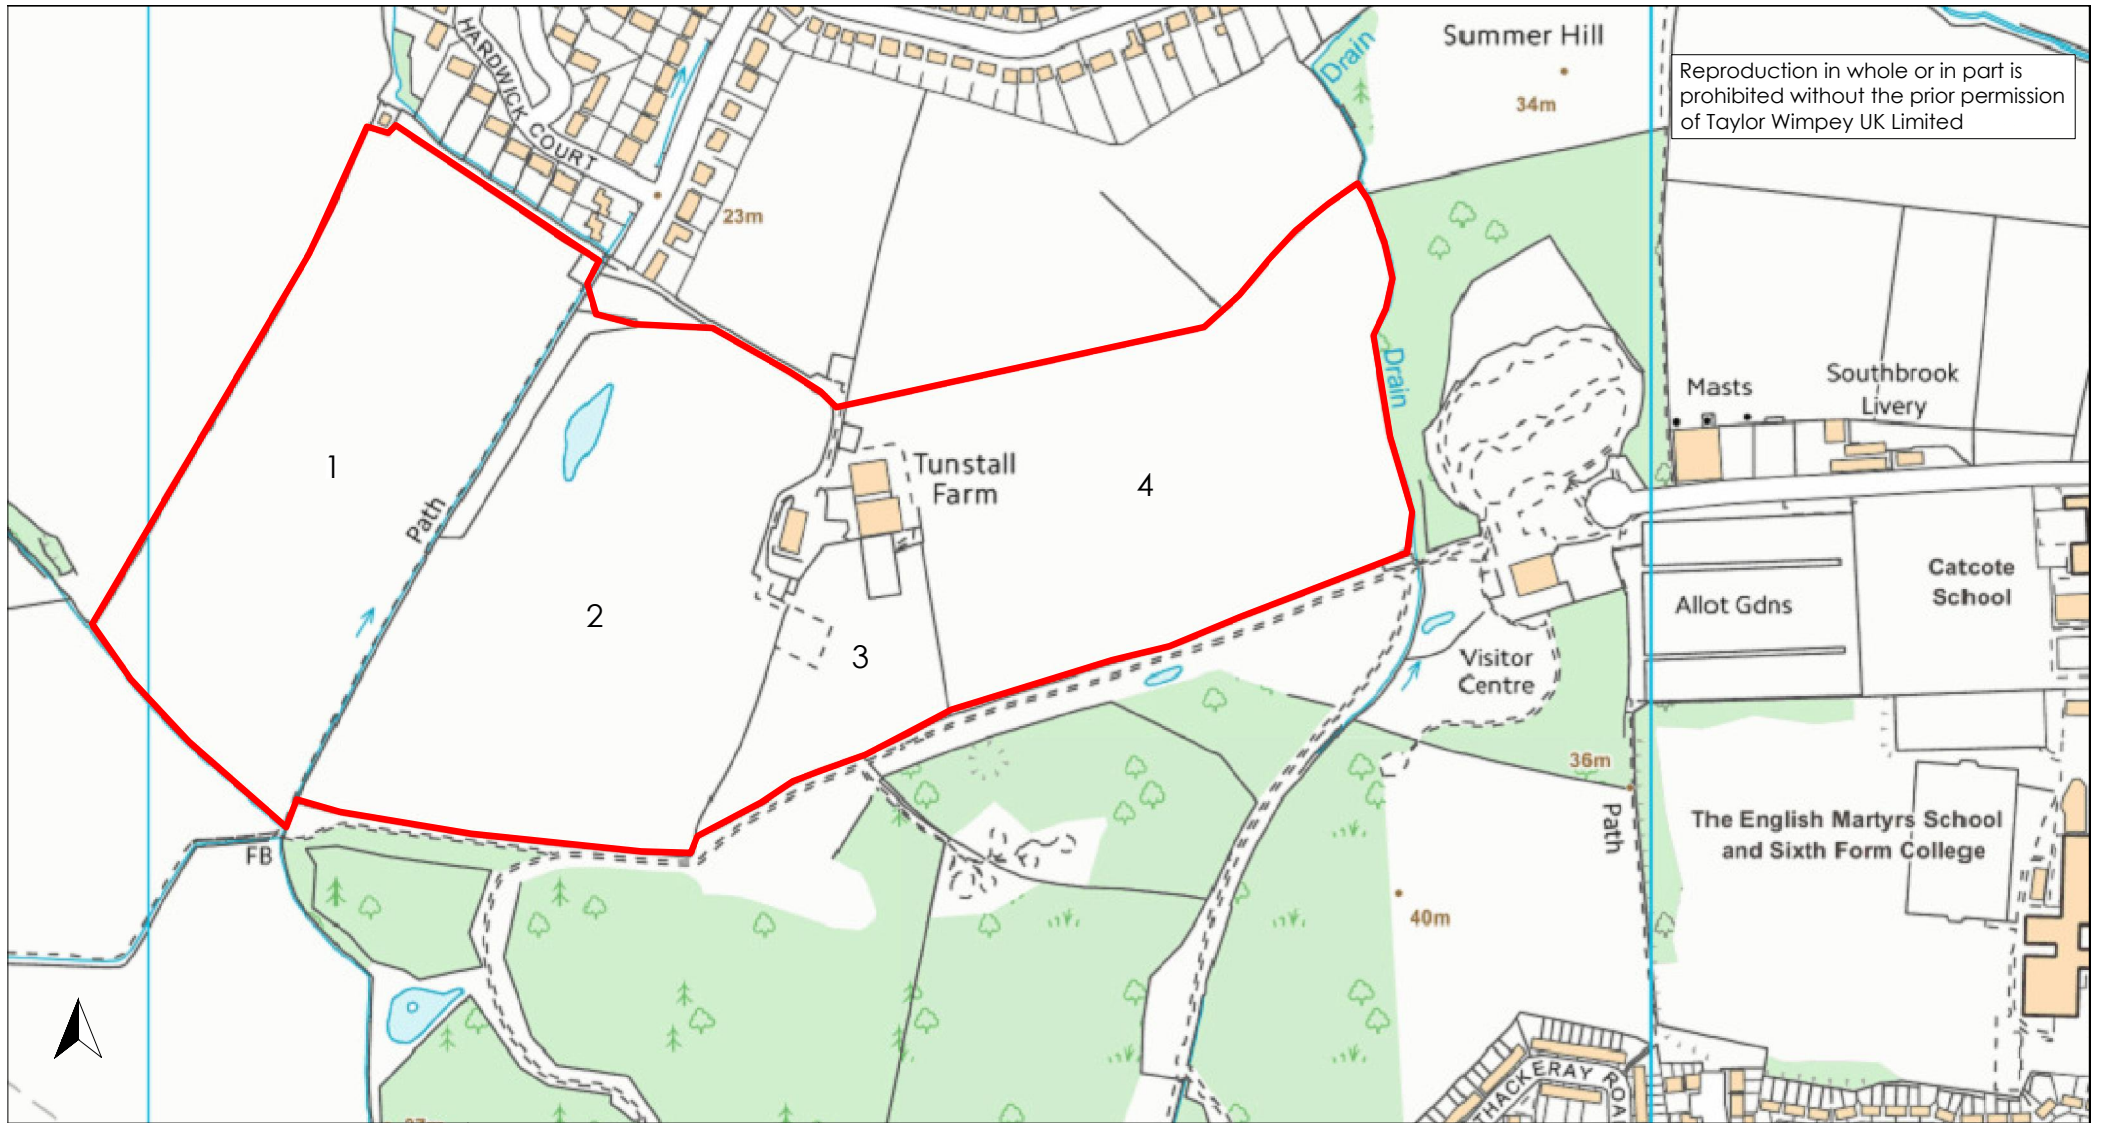 HARDWICK COURT
Drain
Summer Hill
34m
Reproduction in whole or in part is
prohibited without the prior permission
of Taylor Wimpey UK Limited
23m
Drain
Masts
Southbrook
Livery
1
Path
Tunstall
Farm
4
2
3
Allot Gdns
Catcote
School
Visitor
Centre
36m
Path
The English Martyrs School
and Sixth Form College
FB
40m
THACKERAY ROA